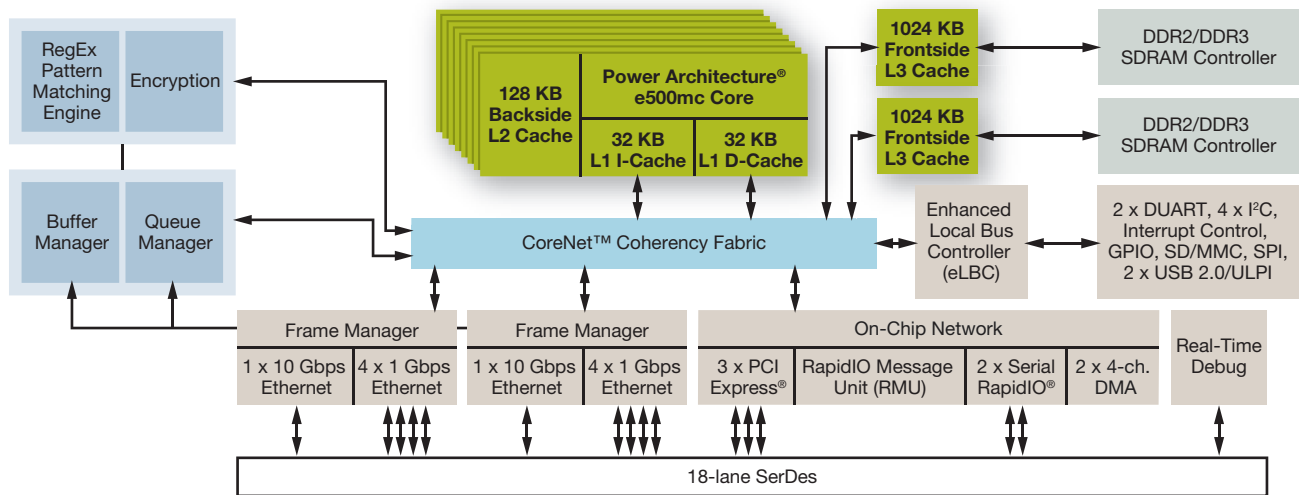 RegEx
Pattern
Matching
Engine
Encryption
128 KB
Backside
L2 Cache
Power Architecture®
e500mc Core
32 KB
L1 I-Cache
32 KB
L1 D-Cache
1024 KB
Frontside
L3 Cache
DDR2/DDR3
SDRAM Controller
1024 KB
Frontside
L3 Cache
DDR2/DDR3
SDRAM Controller
Buffer
Manager
Queue
Manager
CoreNet™ Coherency Fabric
Enhanced
Local Bus
Controller
(eLBC)
2 x DUART, 4 x I²C,
Interrupt Control,
GPIO, SD/MMC, SPI,
2 x USB 2.0/ULPI
Frame Manager
1 x 10 Gbps
Ethernet
4 x 1 Gbps
Ethernet
Frame Manager
1 x 10 Gbps
Ethernet
4 x 1 Gbps
Ethernet
On-Chip Network
3 x PCI
Express®
RapidIO Message
Unit (RMU)
2 x Serial
RapidIO®
2 x 4-ch.
DMA
Real-Time
Debug
18-lane SerDes